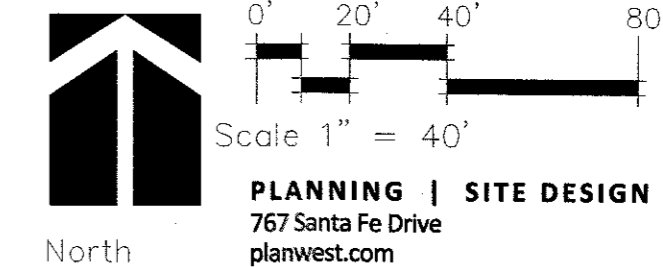 0' 20' 40' 80
Scale 1" = 40'
PLANNING | SITE DESIGN
767 Santa Fe Drive
North planwest.com